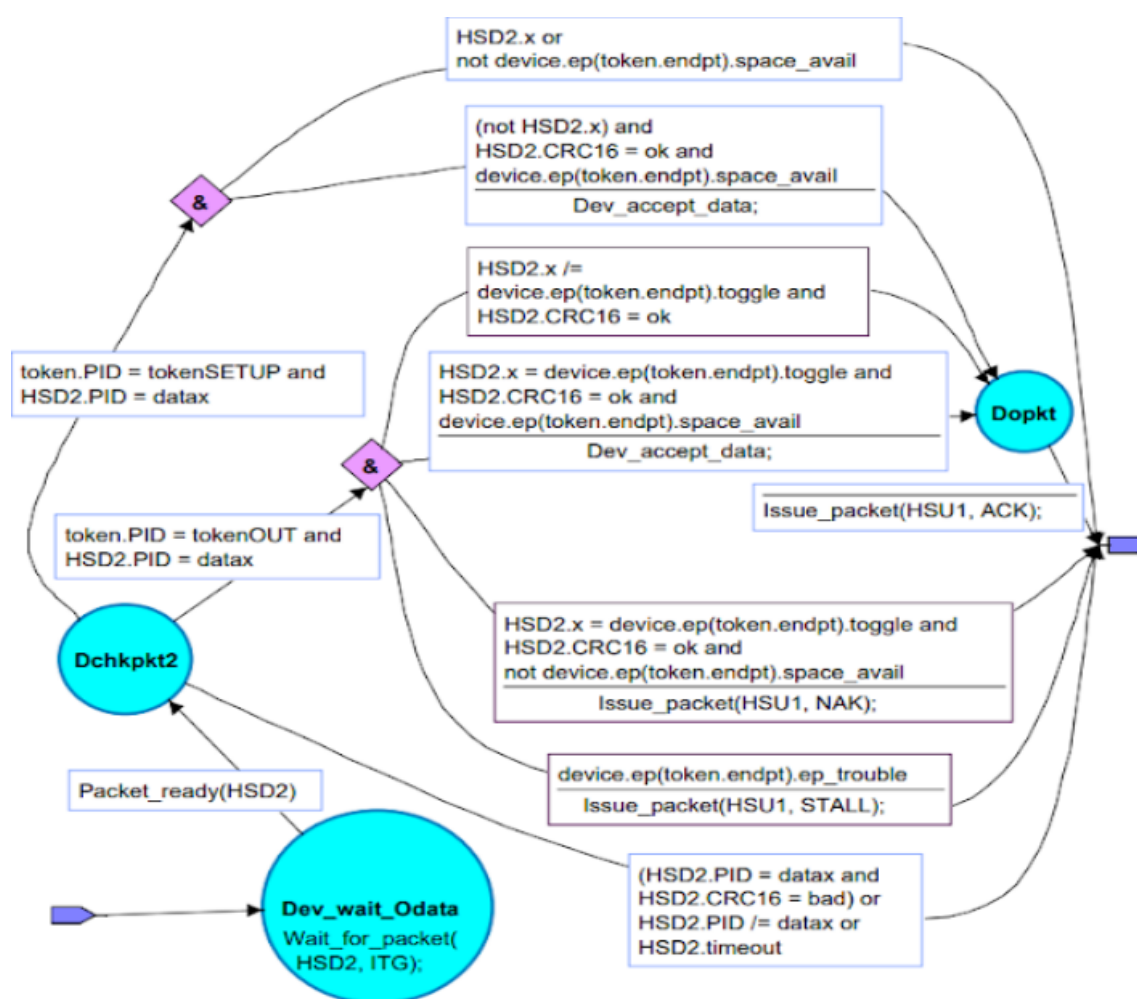 HSD2.x or
not device.ep(token.endpt).space_avail
(not HSD2.x) and
HSD2.CRC16 = ok and
device.ep(token.endpt).space_avail
Dev_accept_data;
&
HSD2.x /=
device.ep(token.endpt).toggle and
HSD2.CRC16 = ok
token.PID = tokenSETUP and
HSD2.PID = datax
HSD2.x = device.ep(token.endpt).toggle and
HSD2.CRC16 = ok and
device.ep(token.endpt).space_avail
Dev_accept_data;
Dopkt
&
Issue_packet(HSU1, ACK);
token.PID = tokenOUT and
HSD2.PID = datax
Dchkpkt2
HSD2.x = device.ep(token.endpt).toggle and
HSD2.CRC16 = ok and
not device.ep(token.endpt).space_avail
Issue_packet(HSU1, NAK);
device.ep(token.endpt).ep_trouble
Issue_packet(HSU1, STALL);
Packet_ready(HSD2)
(HSD2.PID = datax and
HSD2.CRC16 = bad) or
HSD2.PID /= datax or
HSD2.timeout
Dev_wait_Odata
Wait_for_packet(
HSD2, ITG);